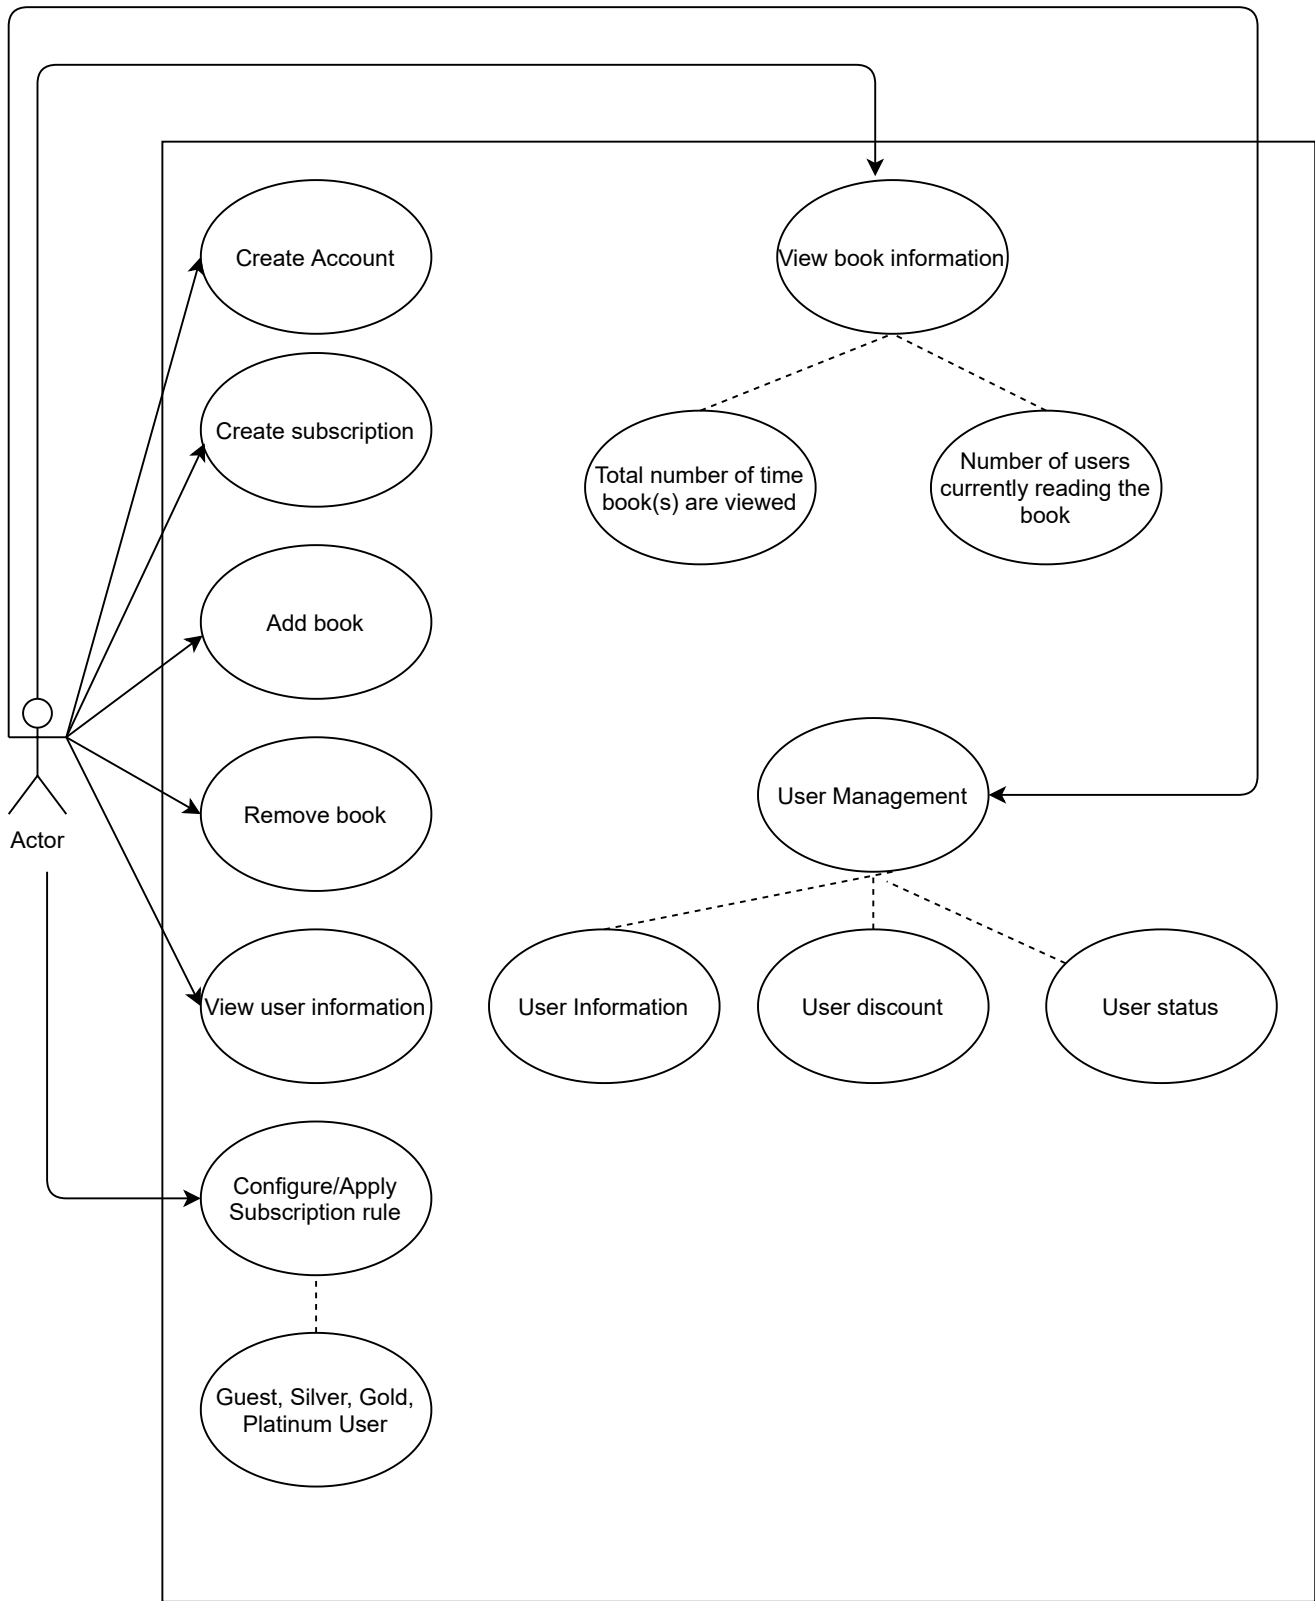 Create Account
View book information
Create subscription
Total number of time
book(s) are viewed
Number of users
currently reading the
book
Add book
Actor
Remove book
User Management
View user information
User Information
User discount
User status
Configure/Apply
Subscription rule
Guest, Silver, Gold,
Platinum User